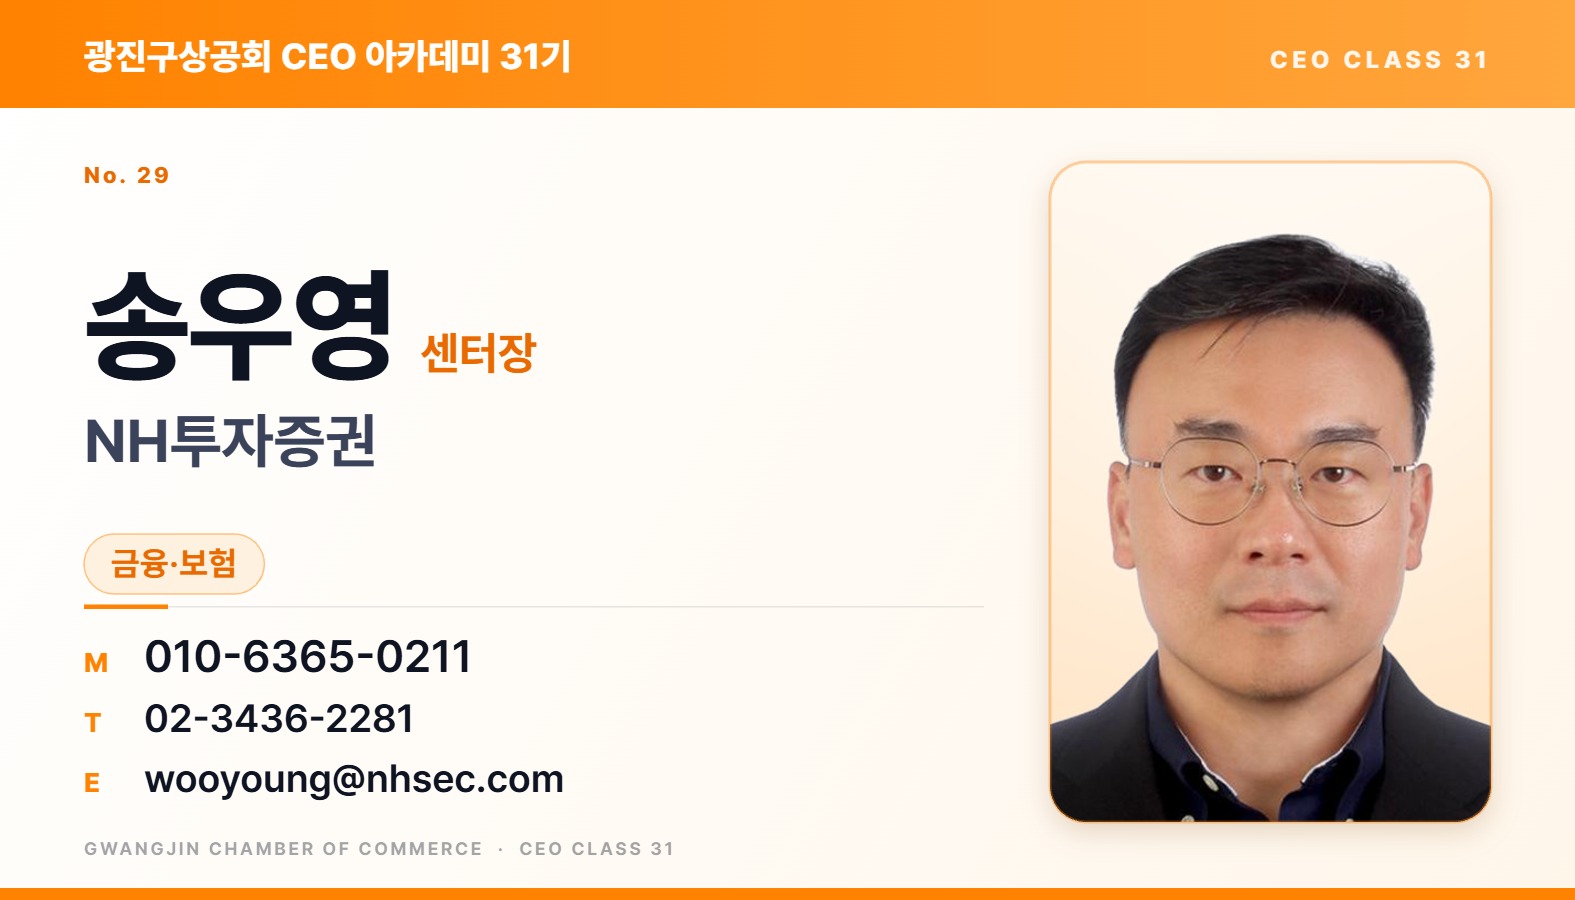 광진구상공회 CEO 아카데미 31기
CEO CLASS 31
No. 29
송우영 센터장
NH투자증권
금융·보험
M 010-6365-0211
T 02-3436-2281
E wooyoung@nhsec.com
GWANGJIN CHAMBER OF COMMERCE · CEO CLASS 31